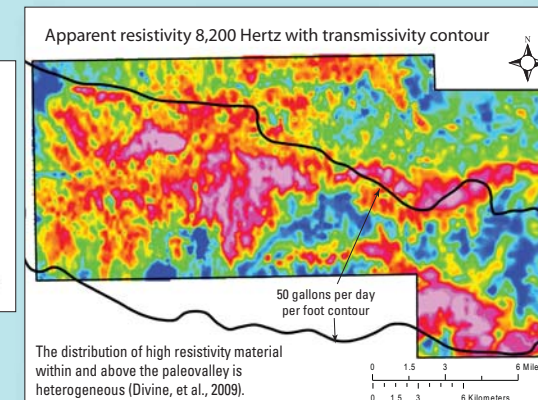 Apparent resistivity 8,200 Hertz with transmissivity contour
N
50 gallons per day
per foot contour
The distribution of high resistivity material
within and above the paleovalley is
heterogeneous (Divine, et al., 2009).
0 1.5 3 6 Mile
0 1.5 3 6 Kilometers